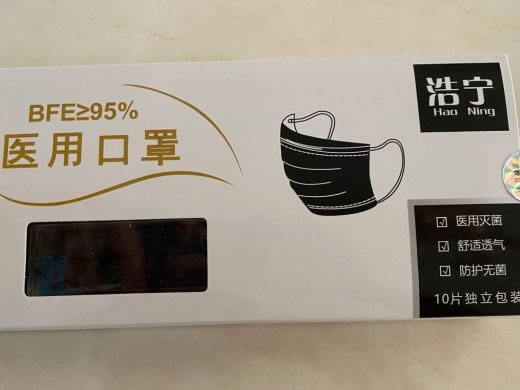 BFE≥95%
医用口罩
浩宁
Hao Ning
☑ 医用灭菌
☑ 舒适透气
☑ 防护无菌
10片独立包装